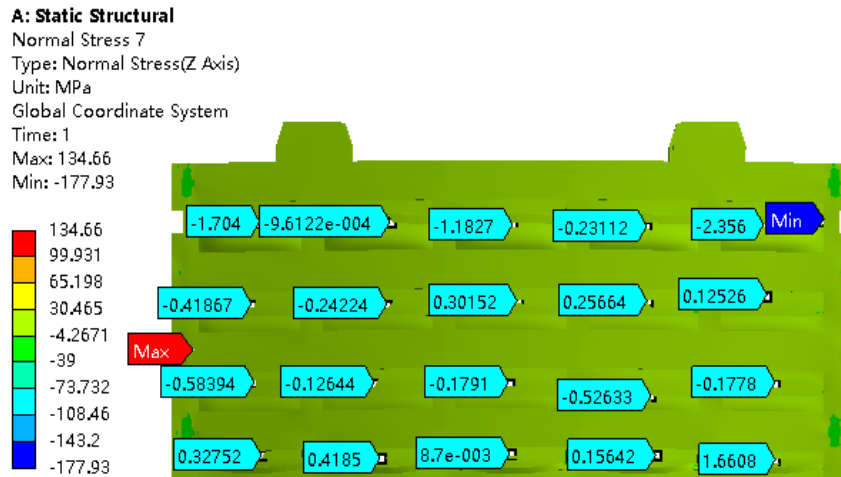 A: Static Structural
Normal Stress 7
Type: Normal Stress(Z Axis)
Unit: MPa
Global Coordinate System
Time: 1
Max: 134.66
Min: -177.93
134.66
99.931
65.198
30.465
-4.2671
-39
-73.732
-108.46
-143.2
-177.93
-1.704 -9.6122e-004 -1.1827 -0.23112 -2.356 Min
-0.41867 -0.24224 0.30152 0.25664 0.12526
Max
-0.58394 -0.12644 -0.1791 -0.52633 -0.1778
0.32752 0.4185 8.7e-003 0.15642 1.6608